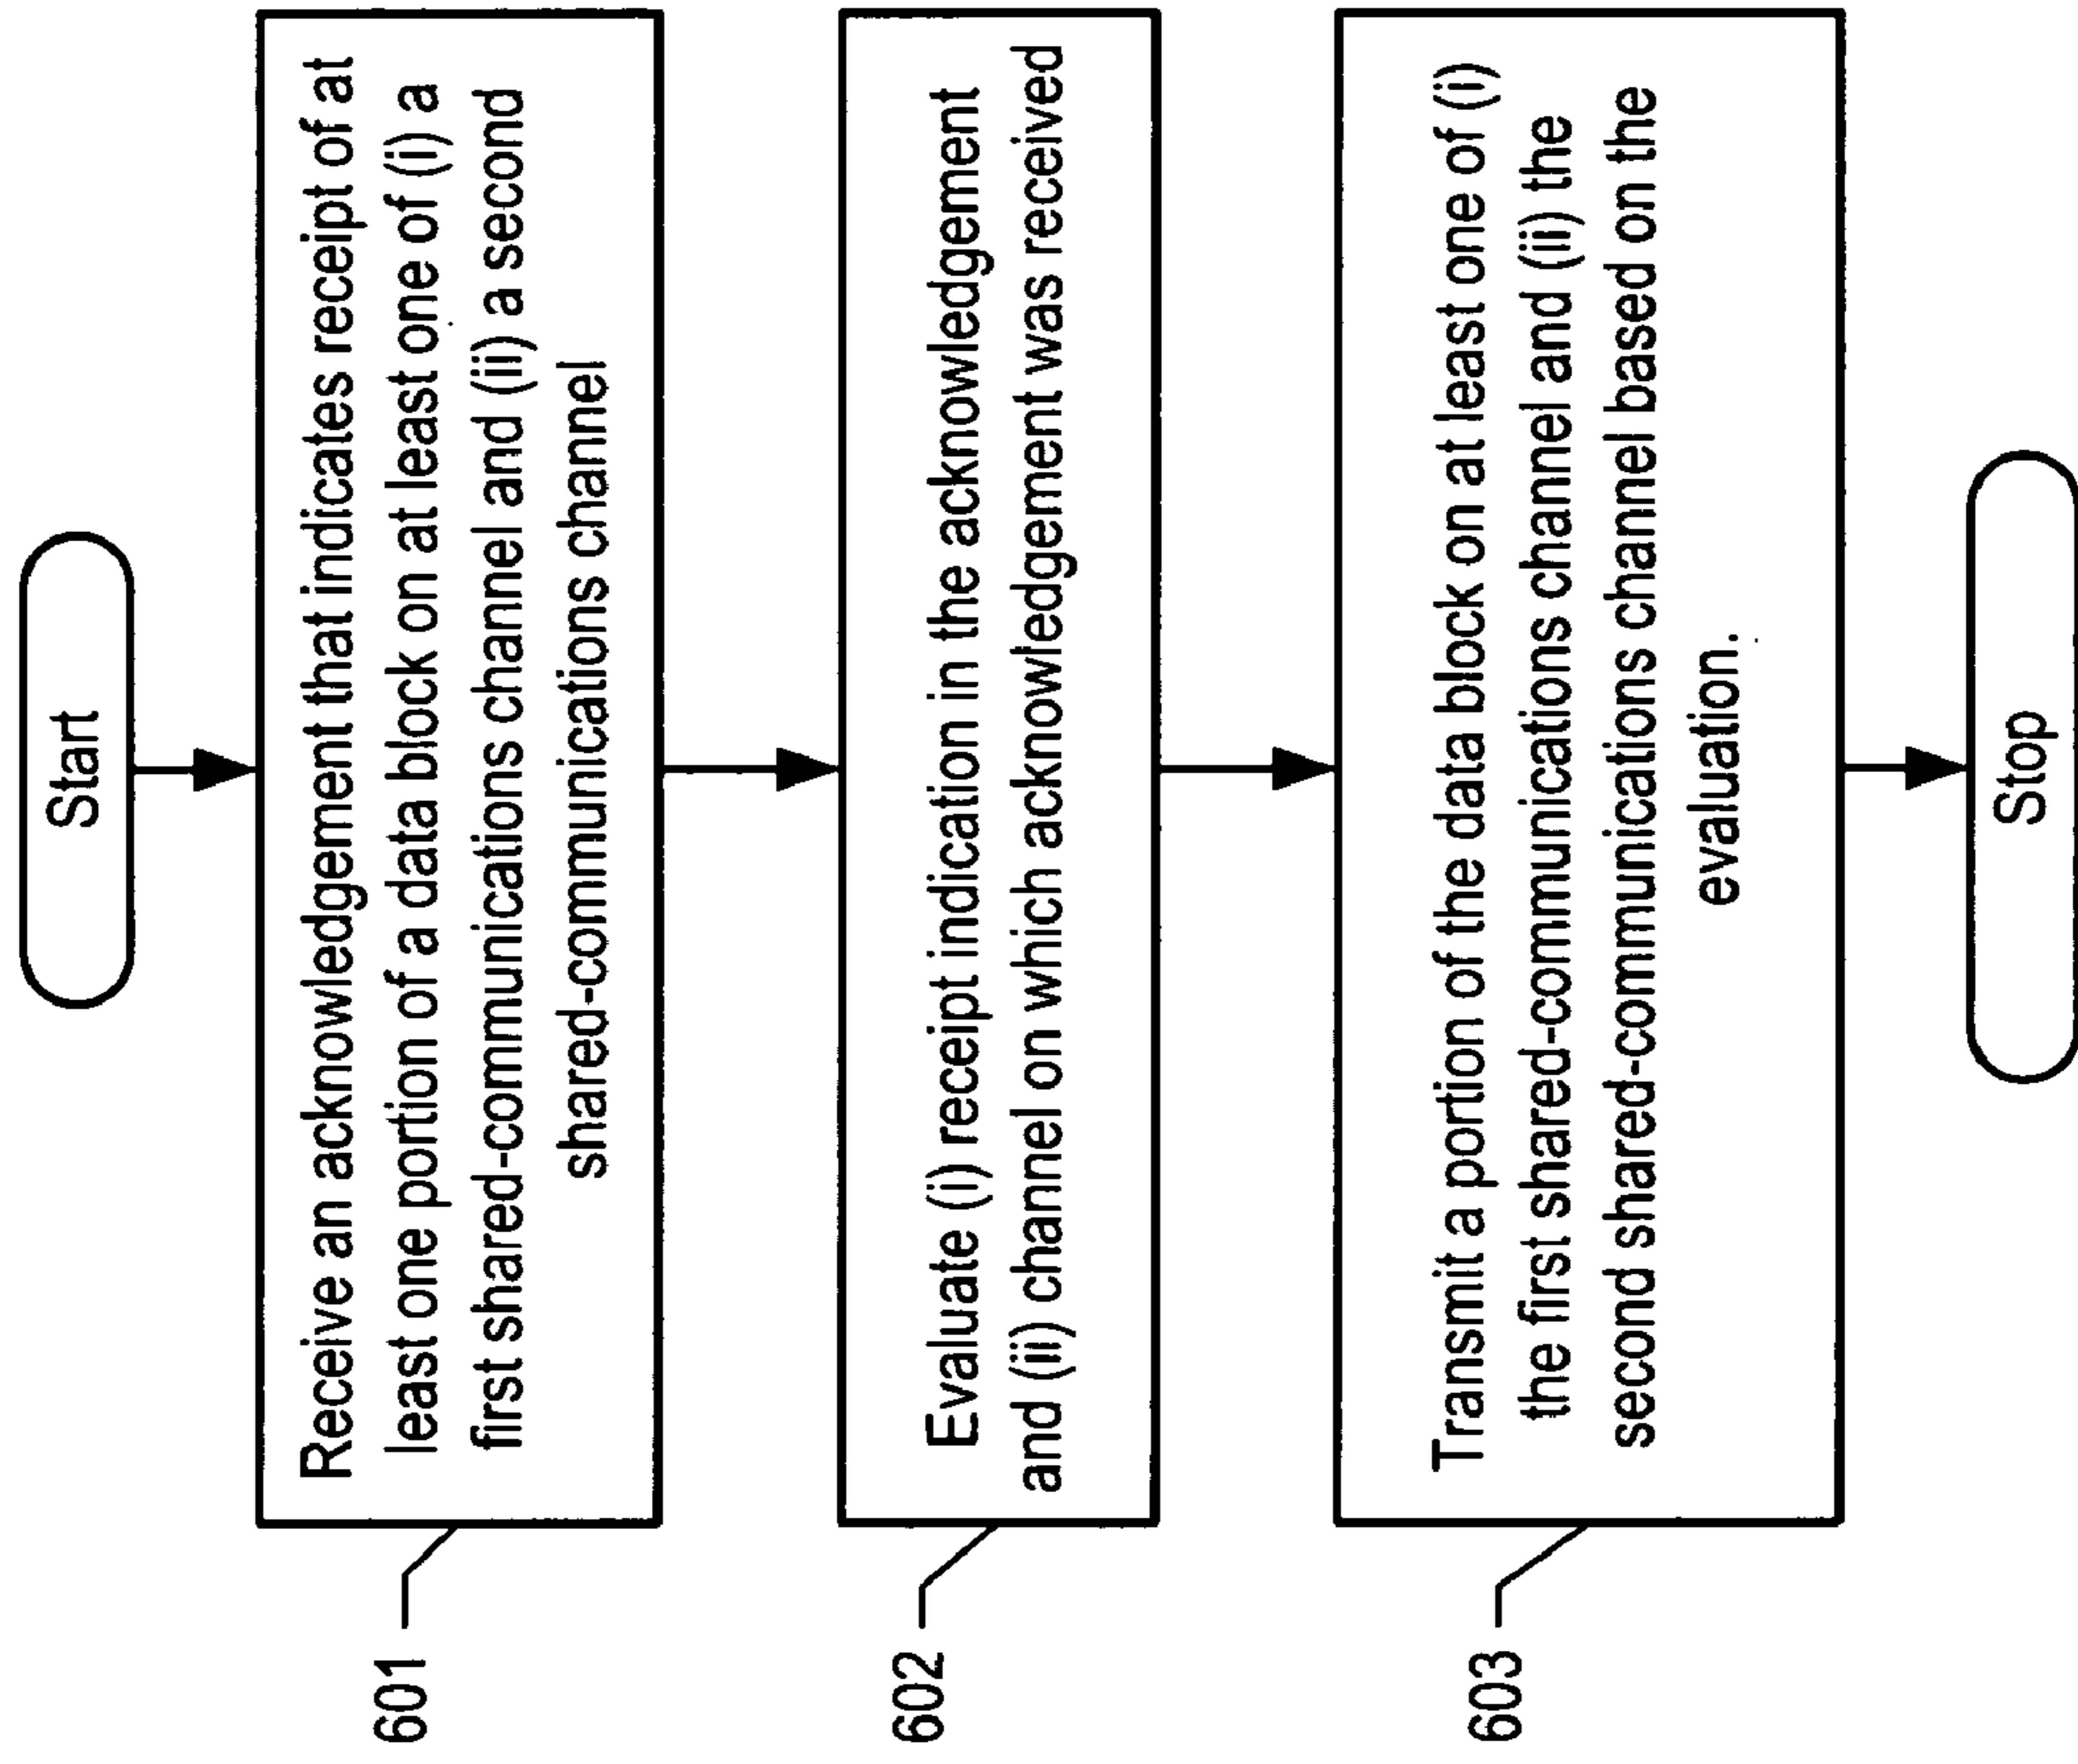 Start
601
Receive an acknowledgement that indicates receipt of at
least one portion of a data block on at least one of (i) a
first shared-communications channel and (ii) a second
shared-communications channel
602
Evaluate (i) receipt indication in the acknowledgement
and (ii) channel on which acknowledgement was received
603
Transmit a portion of the data block on at least one of (i)
the first shared-communications channel and (ii) the
second shared-communications channel based on the
evaluation.
Stop